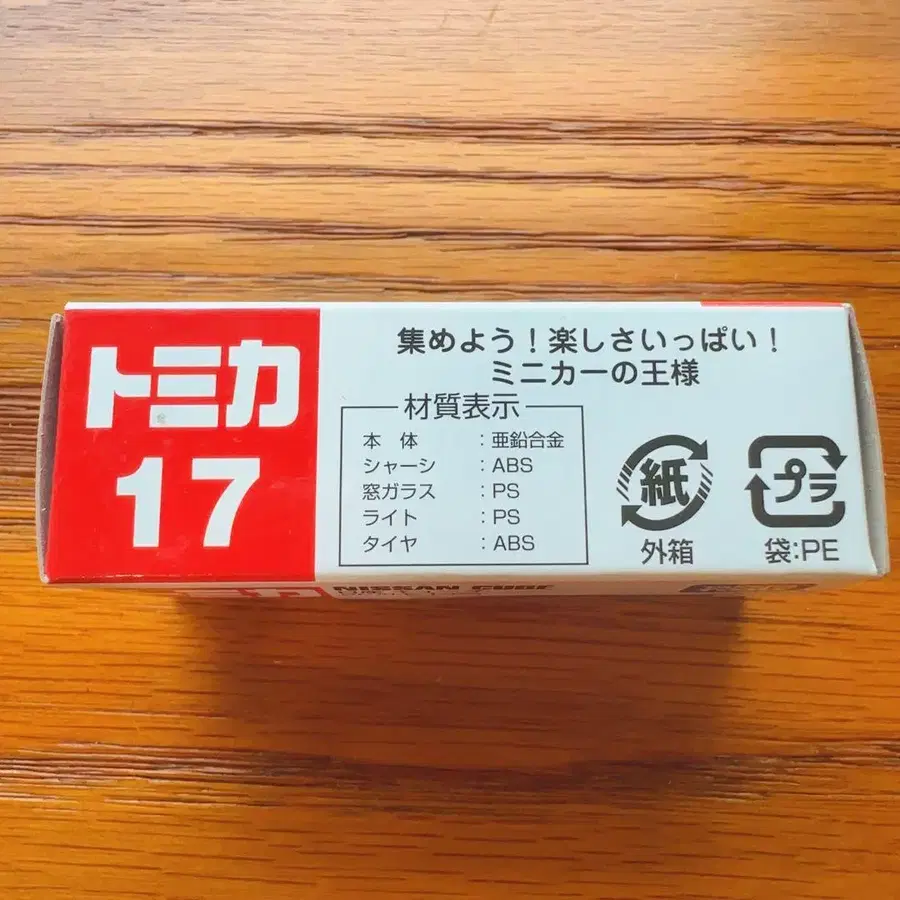 トミカ
17
集めよう！楽しさいっぱい！
ミニカーの王様
材質表示
本 体 ：亜鉛合金
シャーシ ：ABS
窓ガラス ：PS
ライト ：PS
タイヤ ：ABS
紙
外箱
プラ
袋:PE
NISSAN CUBE